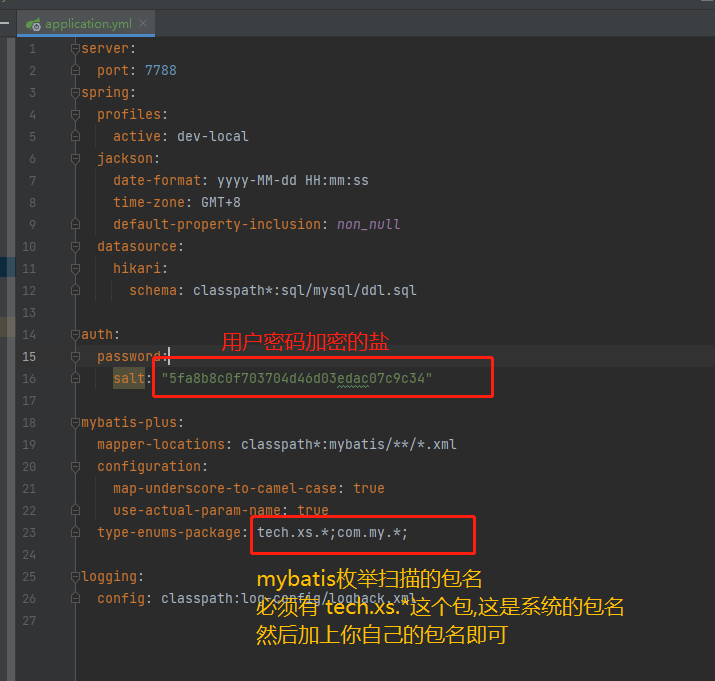 application.yml
1 server:
2 port: 7788
3 spring:
4 profiles:
5 active: dev-local
6 jackson:
7 date-format: yyyy-MM-dd HH:mm:ss
8 time-zone: GMT+8
9 default-property-inclusion: non_null
10 datasource:
11 hikari:
12 schema: classpath*:sql/mysql/ddl.sql
13
14 auth:
用户密码加密的盐
15 password:
16 salt: "5fa8b8c0f703704d46d03edac07c9c34"
17
18 mybatis-plus:
19 mapper-locations: classpath*:mybatis/**/*.xml
20 configuration:
21 map-underscore-to-camel-case: true
22 use-actual-param-name: true
23 type-enums-package: tech.xs.*;com.my.*;
24
25 logging:
mybatis枚举扫描的包名
26 config: classpath:log-config/logback.xml
必须有 tech.xs.*这个包,这是系统的包名
27
然后加上你自己的包名即可